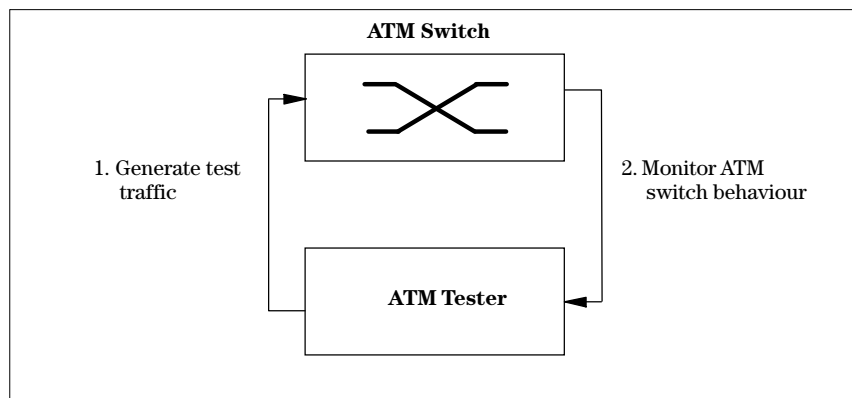 ATM Switch
1. Generate test
traffic
2. Monitor ATM
switch behaviour
ATM Tester